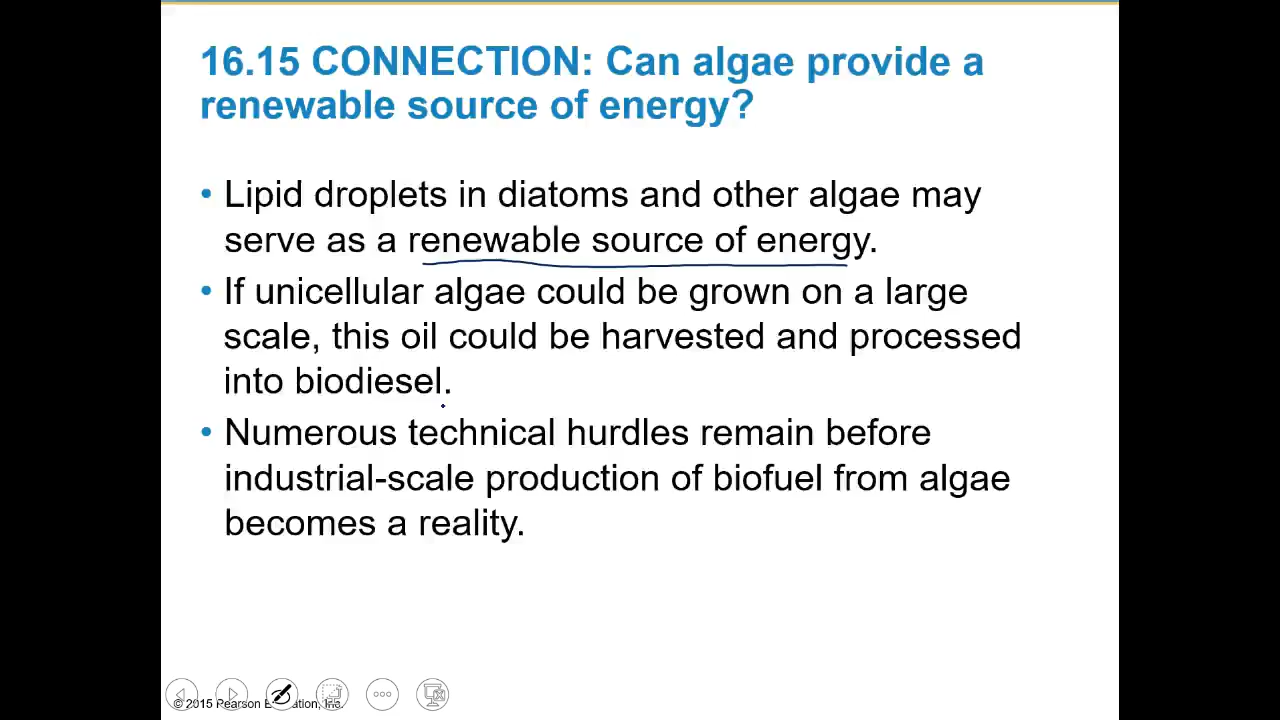 16.15 CONNECTION: Can algae provide a
renewable source of energy?
• Lipid droplets in diatoms and other algae may
serve as a renewable source of energy.
• If unicellular algae could be grown on a large
scale, this oil could be harvested and processed
into biodiesel.
• Numerous technical hurdles remain before
industrial-scale production of biofuel from algae
becomes a reality.
© 2015 Pearson Inc.